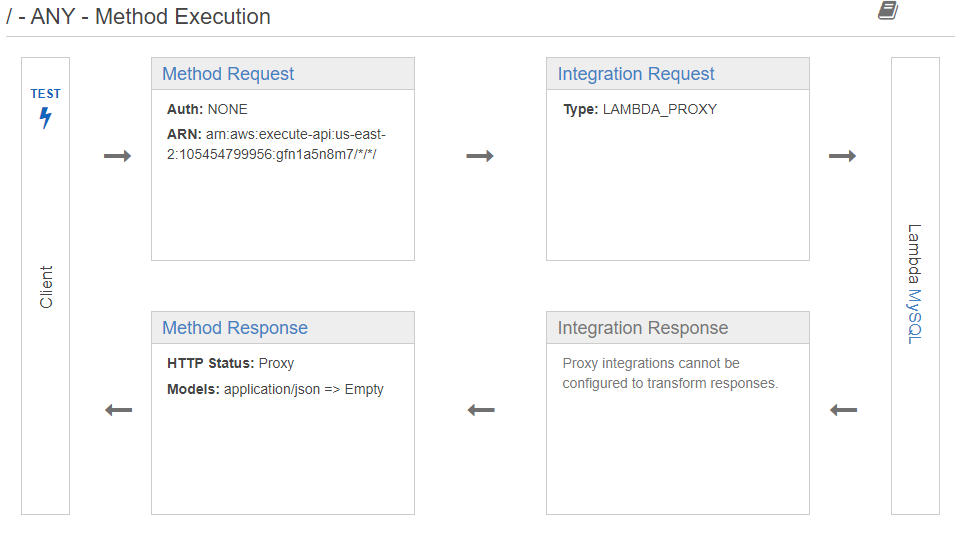 / - ANY - Method Execution
TEST
Client
Method Request
Auth: NONE
ARN: arn:aws:execute-api:us-east-
2:105454799956:gfn1a5n8m7/*/*/
Integration Request
Type: LAMBDA_PROXY
Lambda MySQL
Method Response
HTTP Status: Proxy
Models: application/json => Empty
Integration Response
Proxy integrations cannot be
configured to transform responses.